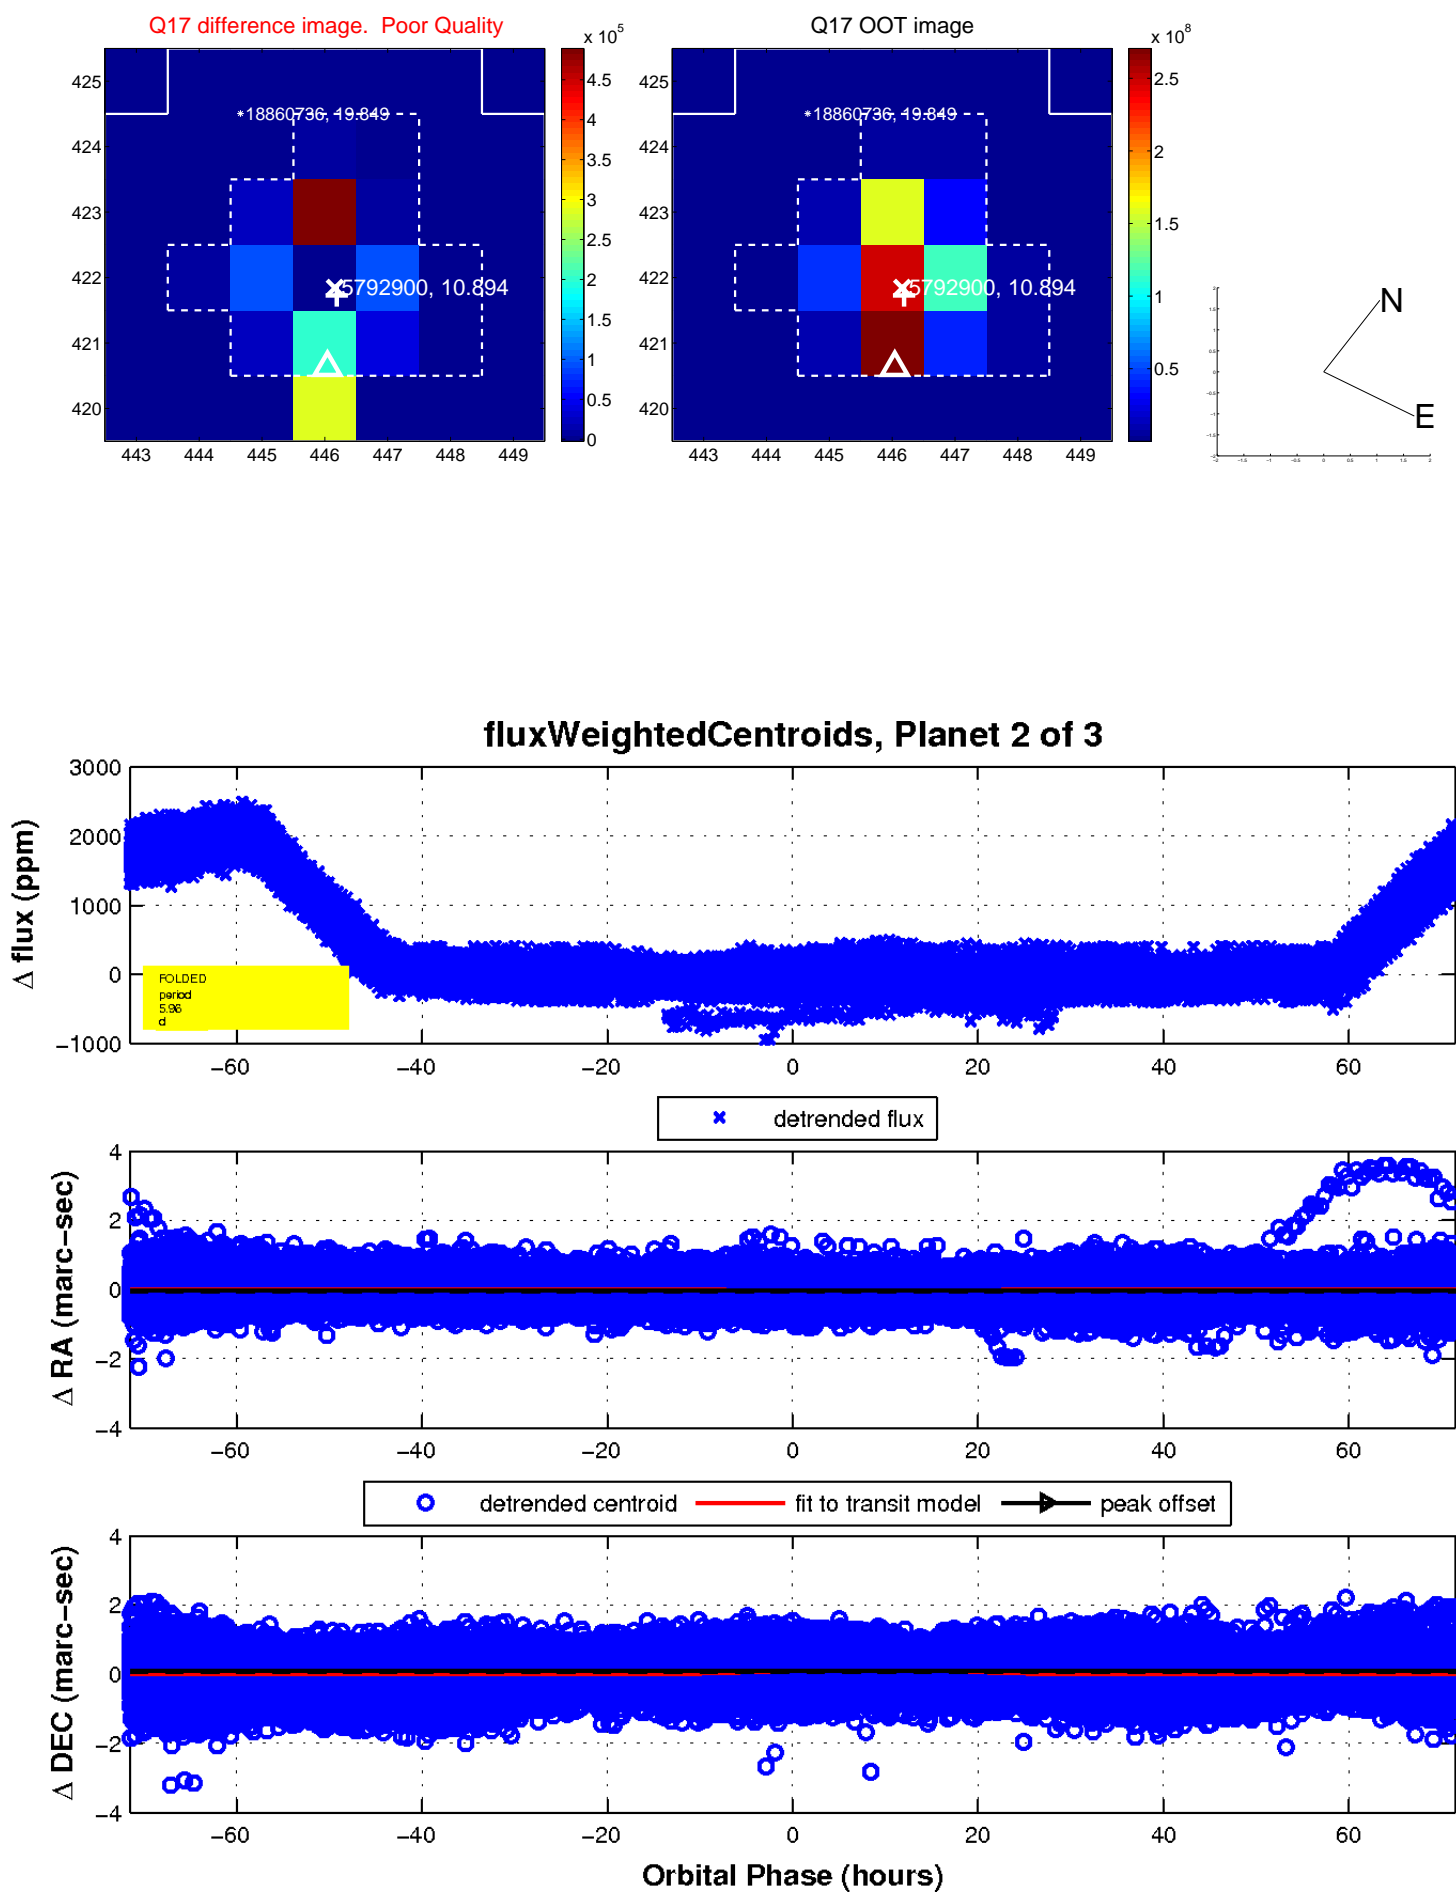 Q17 difference image. Poor Quality
x 10^5
425
424
423
422
421
420
443 444 445 446 447 448 449
*18860736, 19.849
5792900, 10.894
4.5
4
3.5
3
2.5
2
1.5
1
0.5
0
Q17 OOT image
x 10^8
425
424
423
422
421
420
443 444 445 446 447 448 449
*18860736, 19.849
5792900, 10.894
2.5
2
1.5
1
0.5
N
E
fluxWeightedCentroids, Planet 2 of 3
Δ flux (ppm)
3000
2000
1000
0
−1000
FOLDED
period
5.96
d
−60 −40 −20 0 20 40 60
detrended flux
Δ RA (marc−sec)
4
2
0
−2
−4
−60 −40 −20 0 20 40 60
detrended centroid fit to transit model peak offset
Δ DEC (marc−sec)
4
2
0
−2
−4
−60 −40 −20 0 20 40 60
Orbital Phase (hours)